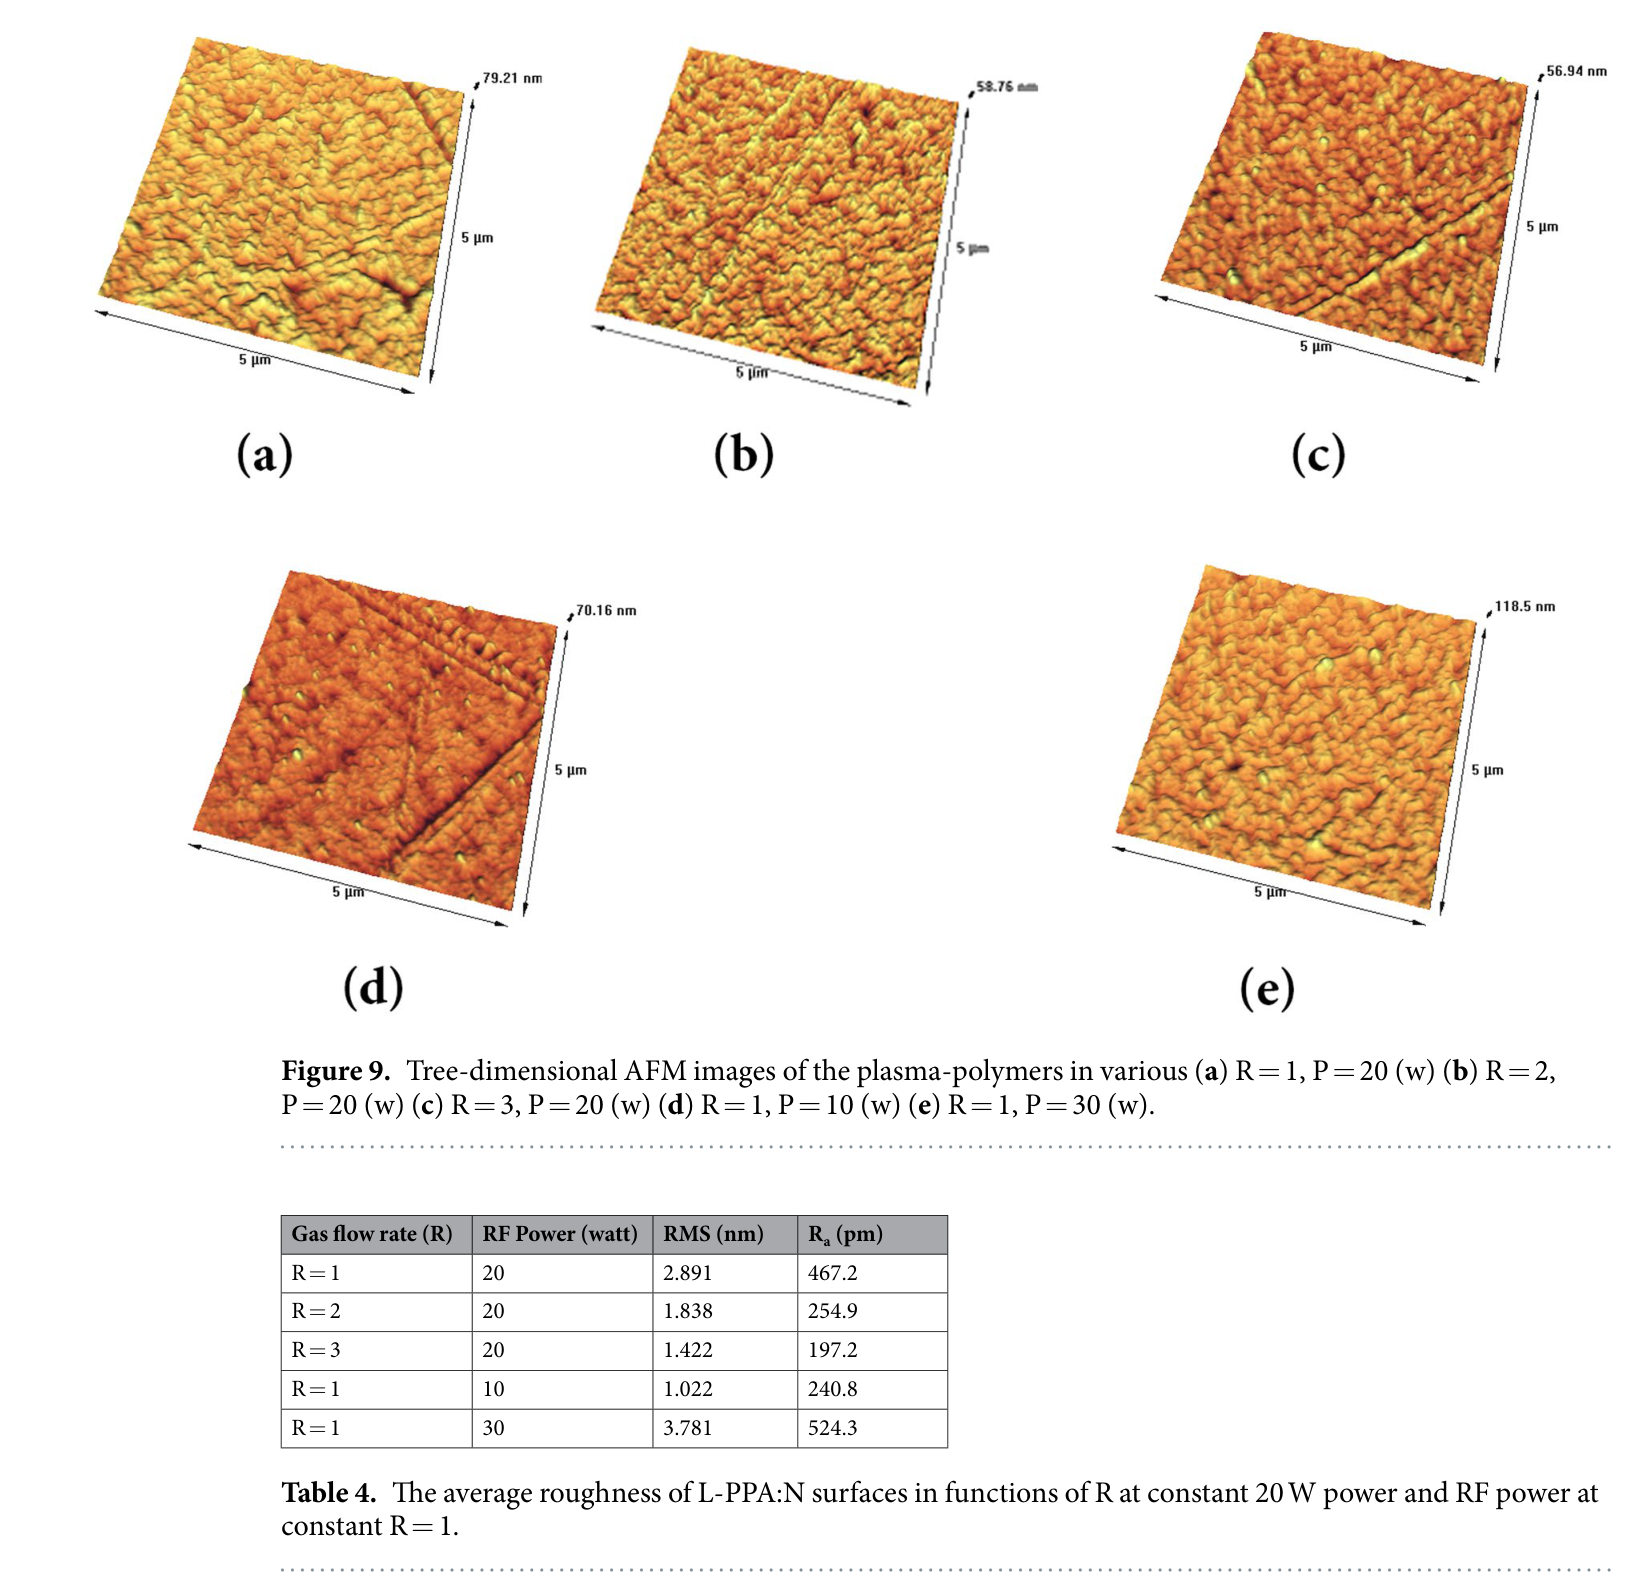 79.21 nm
5 µm
5 µm
(a)
58.76 nm
5 µm
5 µm
(b)
56.94 nm
5 µm
5 µm
(c)
70.16 nm
5 µm
5 µm
(d)
118.5 nm
5 µm
5 µm
(e)
Figure 9. Tree-dimensional AFM images of the plasma-polymers in various (a) R = 1, P = 20 (w) (b) R = 2,
P = 20 (w) (c) R = 3, P = 20 (w) (d) R = 1, P = 10 (w) (e) R = 1, P = 30 (w).
Gas flow rate (R) RF Power (watt) RMS (nm) Ra (pm)
R = 1 20 2.891 467.2
R = 2 20 1.838 254.9
R = 3 20 1.422 197.2
R = 1 10 1.022 240.8
R = 1 30 3.781 524.3
Table 4. The average roughness of L-PPA:N surfaces in functions of R at constant 20 W power and RF power at
constant R = 1.